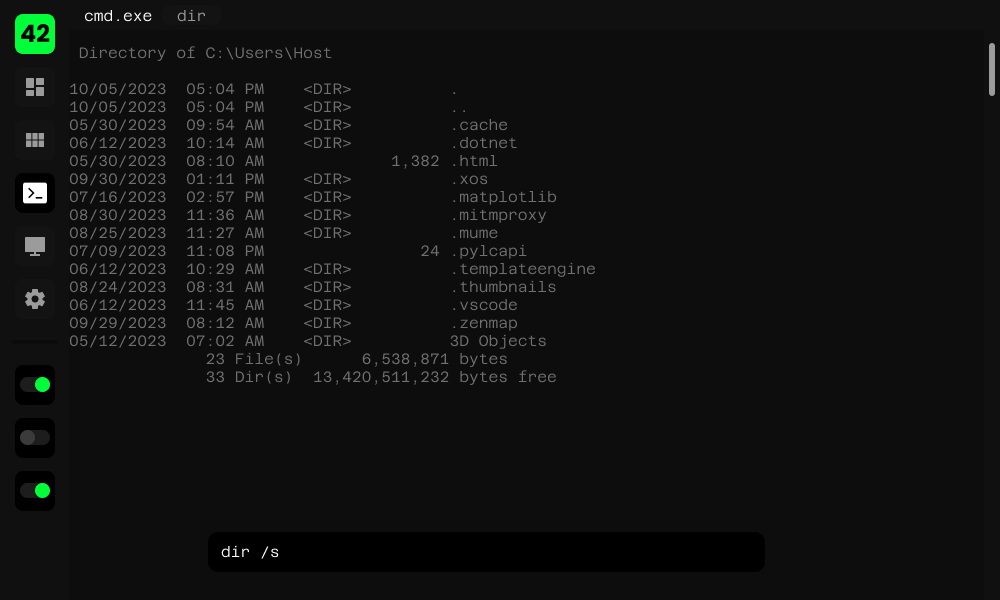 42
cmd.exe dir
Directory of C:\Users\Host
10/05/2023 05:04 PM <DIR> .
10/05/2023 05:04 PM <DIR> ..
05/30/2023 09:54 AM <DIR> .cache
06/12/2023 10:14 AM <DIR> .dotnet
05/30/2023 08:10 AM 1,382 .html
09/30/2023 01:11 PM <DIR> .xos
07/16/2023 02:57 PM <DIR> .matplotlib
08/30/2023 11:36 AM <DIR> .mitmproxy
08/25/2023 11:27 AM <DIR> .mume
07/09/2023 11:08 PM 24 .pylcapi
06/12/2023 10:29 AM <DIR> .templateengine
08/24/2023 08:31 AM <DIR> .thumbnails
06/12/2023 11:45 AM <DIR> .vscode
09/29/2023 08:12 AM <DIR> .zenmap
05/12/2023 07:02 AM <DIR> 3D Objects
23 File(s) 6,538,871 bytes
33 Dir(s) 13,420,511,232 bytes free
dir /s